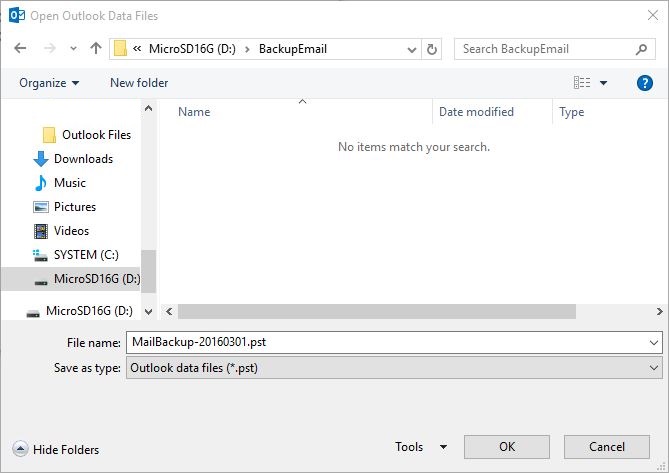 Open Outlook Data Files
« MicroSD16G (D:) > BackupEmail
Search BackupEmail
Organize
New folder
?
Name
Date modified
Type
No items match your search.
Outlook Files
Downloads
Music
Pictures
Videos
SYSTEM (C:)
MicroSD16G (D:)
MicroSD16G (D:)
File name: MailBackup-20160301.pst
Save as type: Outlook data files (*.pst)
Hide Folders
Tools
OK
Cancel